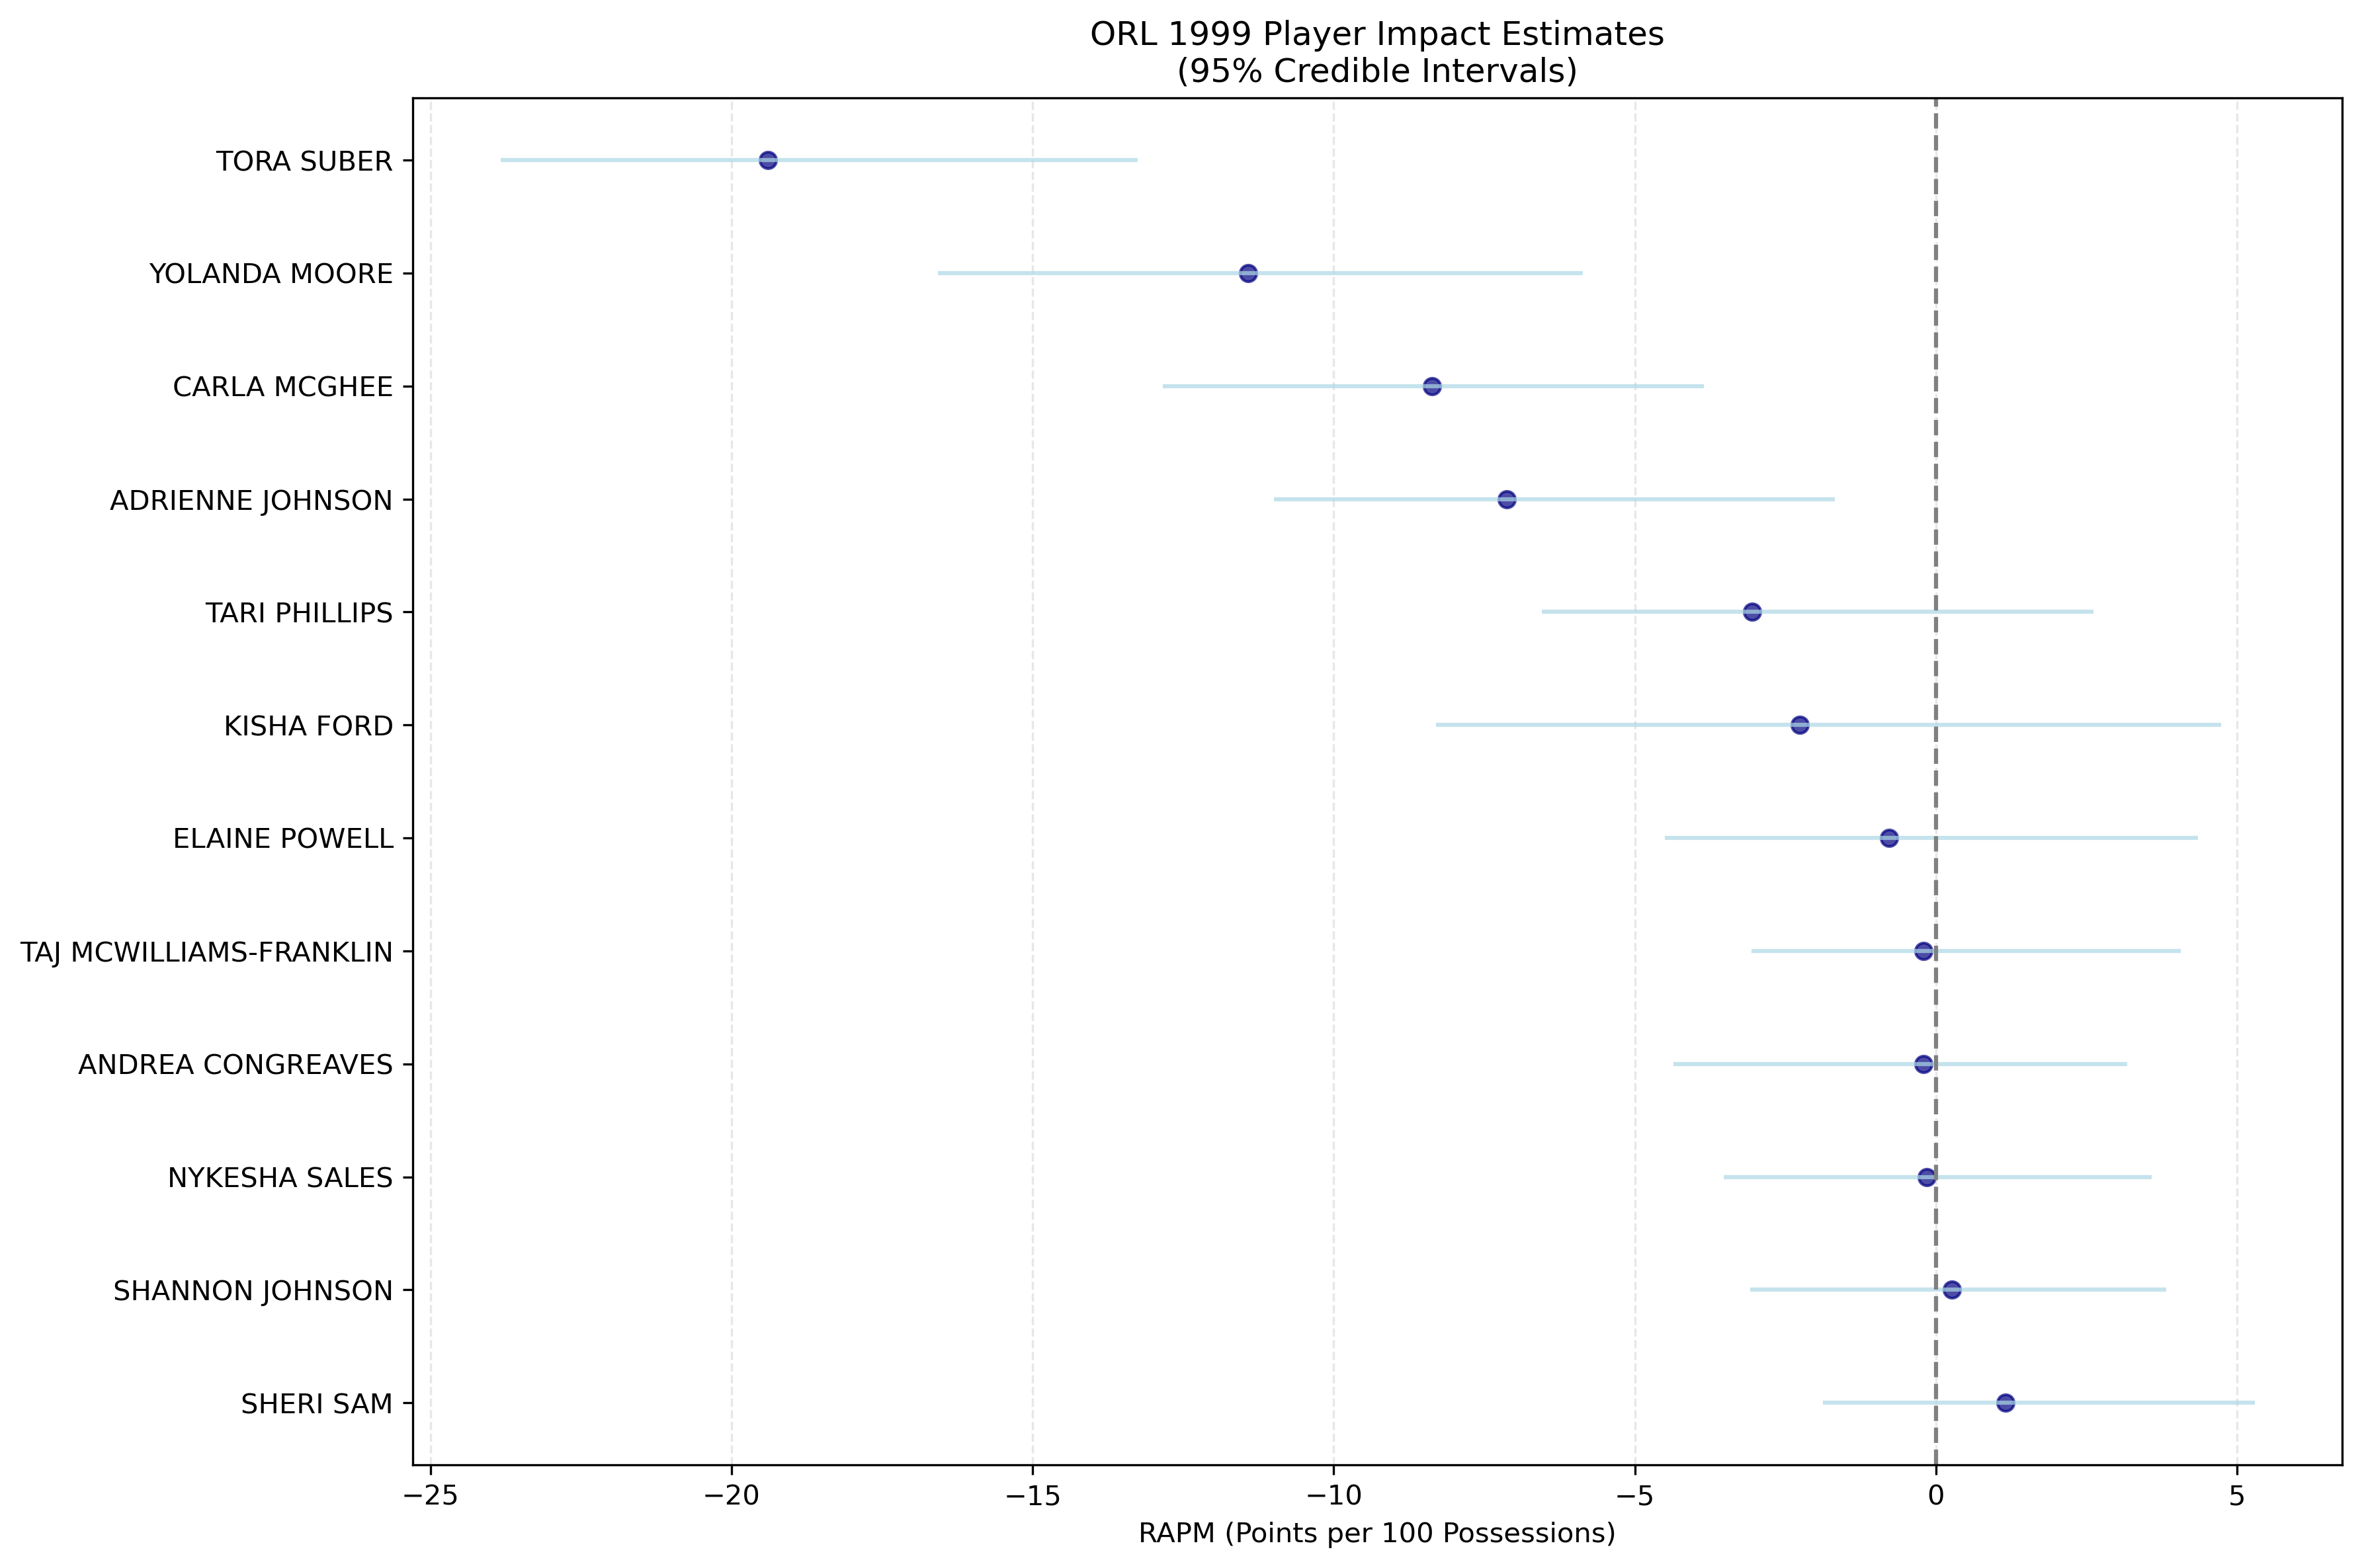 ORL 1999 Player Impact Estimates
(95% Credible Intervals)
TORA SUBER
YOLANDA MOORE
CARLA MCGHEE
ADRIENNE JOHNSON
TARI PHILLIPS
KISHA FORD
ELAINE POWELL
TAJ MCWILLIAMS-FRANKLIN
ANDREA CONGREAVES
NYKESHA SALES
SHANNON JOHNSON
SHERI SAM
−25 −20 −15 −10 −5 0 5
RAPM (Points per 100 Possessions)